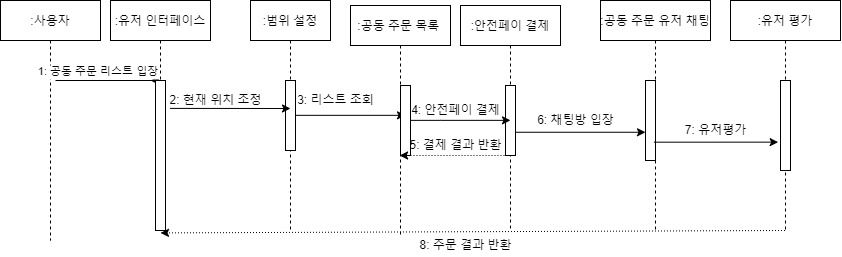 :사용자
:유저 인터페이스
:범위 설정
:공동 주문 목록
:안전페이 결제
:공동 주문 유저 채팅
:유저 평가
1: 공동 주문 리스트 입장
2: 현재 위치 조정
3: 리스트 조회
4: 안전페이 결제
5: 결제 결과 반환
6: 채팅방 입장
7: 유저평가
8: 주문 결과 반환